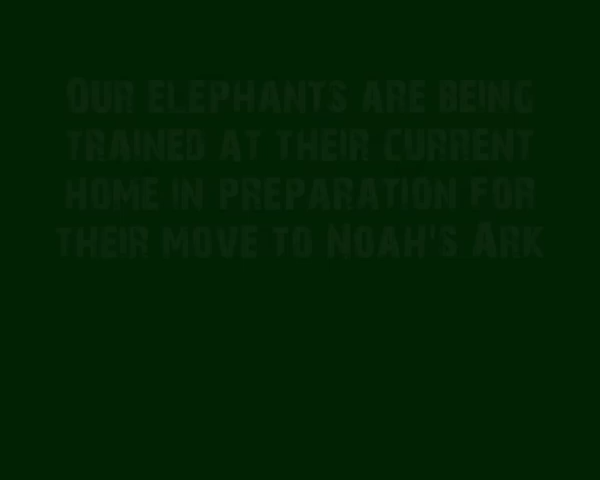 Our elephants are being
trained at their current
home in preparation for
their move to Noah's Ark